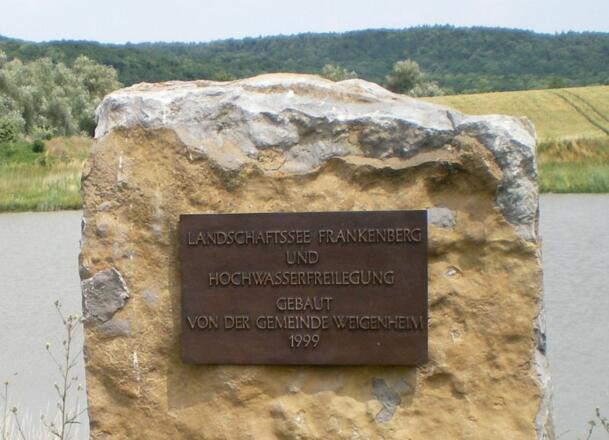 LANDSCHAFTSSEE FRANKENBERG
UND
HOCHWASSERFREILEGUNG
GEBAUT
VON DER GEMEINDE WEIGENHEIM
1999